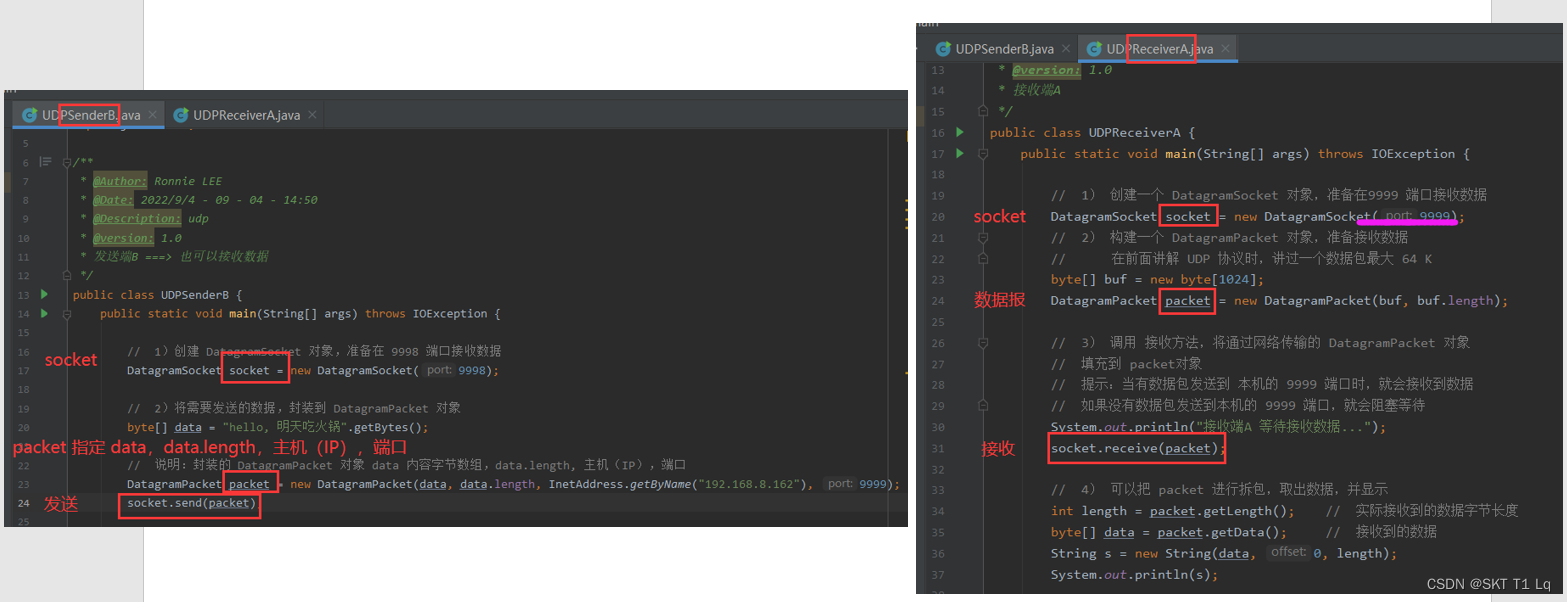 UDPSenderB.java
UDPReceiverA.java
5
6 /**
7 * @Author: Ronnie LEE
8 * @Date: 2022/9/4 - 09 - 04 - 14:50
9 * @Description: udp
10 * @version: 1.0
11 * 发送端B ===> 也可以接收数据
12 */
13 public class UDPSenderB {
14 public static void main(String[] args) throws IOException {
15
16 // 1）创建 DatagramSocket 对象，准备在 9998 端口接收数据
socket
17 DatagramSocket socket = new DatagramSocket( port: 9998);
18
19 // 2）将需要发送的数据，封装到 DatagramPacket 对象
20 byte[] data = "hello, 明天吃火锅".getBytes();
packet 指定 data，data.length，主机（IP），端口
22 // 说明：封装的 DatagramPacket 对象 data 内容字节数组，data.length, 主机（IP），端口
23 DatagramPacket packet = new DatagramPacket(data, data.length, InetAddress.getByName("192.168.8.162"), port: 9999);
24 发送 socket.send(packet)
25
UDPSenderB.java
UDPReceiverA.java
13 * @version: 1.0
14 * 接收端A
15 */
16 public class UDPReceiverA {
17 public static void main(String[] args) throws IOException {
18
19 // 1） 创建一个 DatagramSocket 对象，准备在9999 端口接收数据
socket
20 DatagramSocket socket = new DatagramSocket( port: 9999);
21 // 2） 构建一个 DatagramPacket 对象，准备接收数据
22 // 在前面讲解 UDP 协议时，讲过一个数据包最大 64 K
23 byte[] buf = new byte[1024];
数据报
24 DatagramPacket packet = new DatagramPacket(buf, buf.length);
25
26 // 3） 调用 接收方法，将通过网络传输的 DatagramPacket 对象
27 // 填充到 packet对象
28 // 提示：当有数据包发送到 本机的 9999 端口时，就会接收到数据
29 // 如果没有数据包发送到本机的 9999 端口，就会阻塞等待
30 System.out.println("接收端A 等待接收数据...");
接收
31 socket.receive(packet);
32
33 // 4） 可以把 packet 进行拆包，取出数据，并显示
34 int length = packet.getLength(); // 实际接收到的数据字节长度
35 byte[] data = packet.getData(); // 接收到的数据
36 String s = new String(data, offset: 0, length);
37 System.out.println(s);
CSDN @SKT T1 Lq